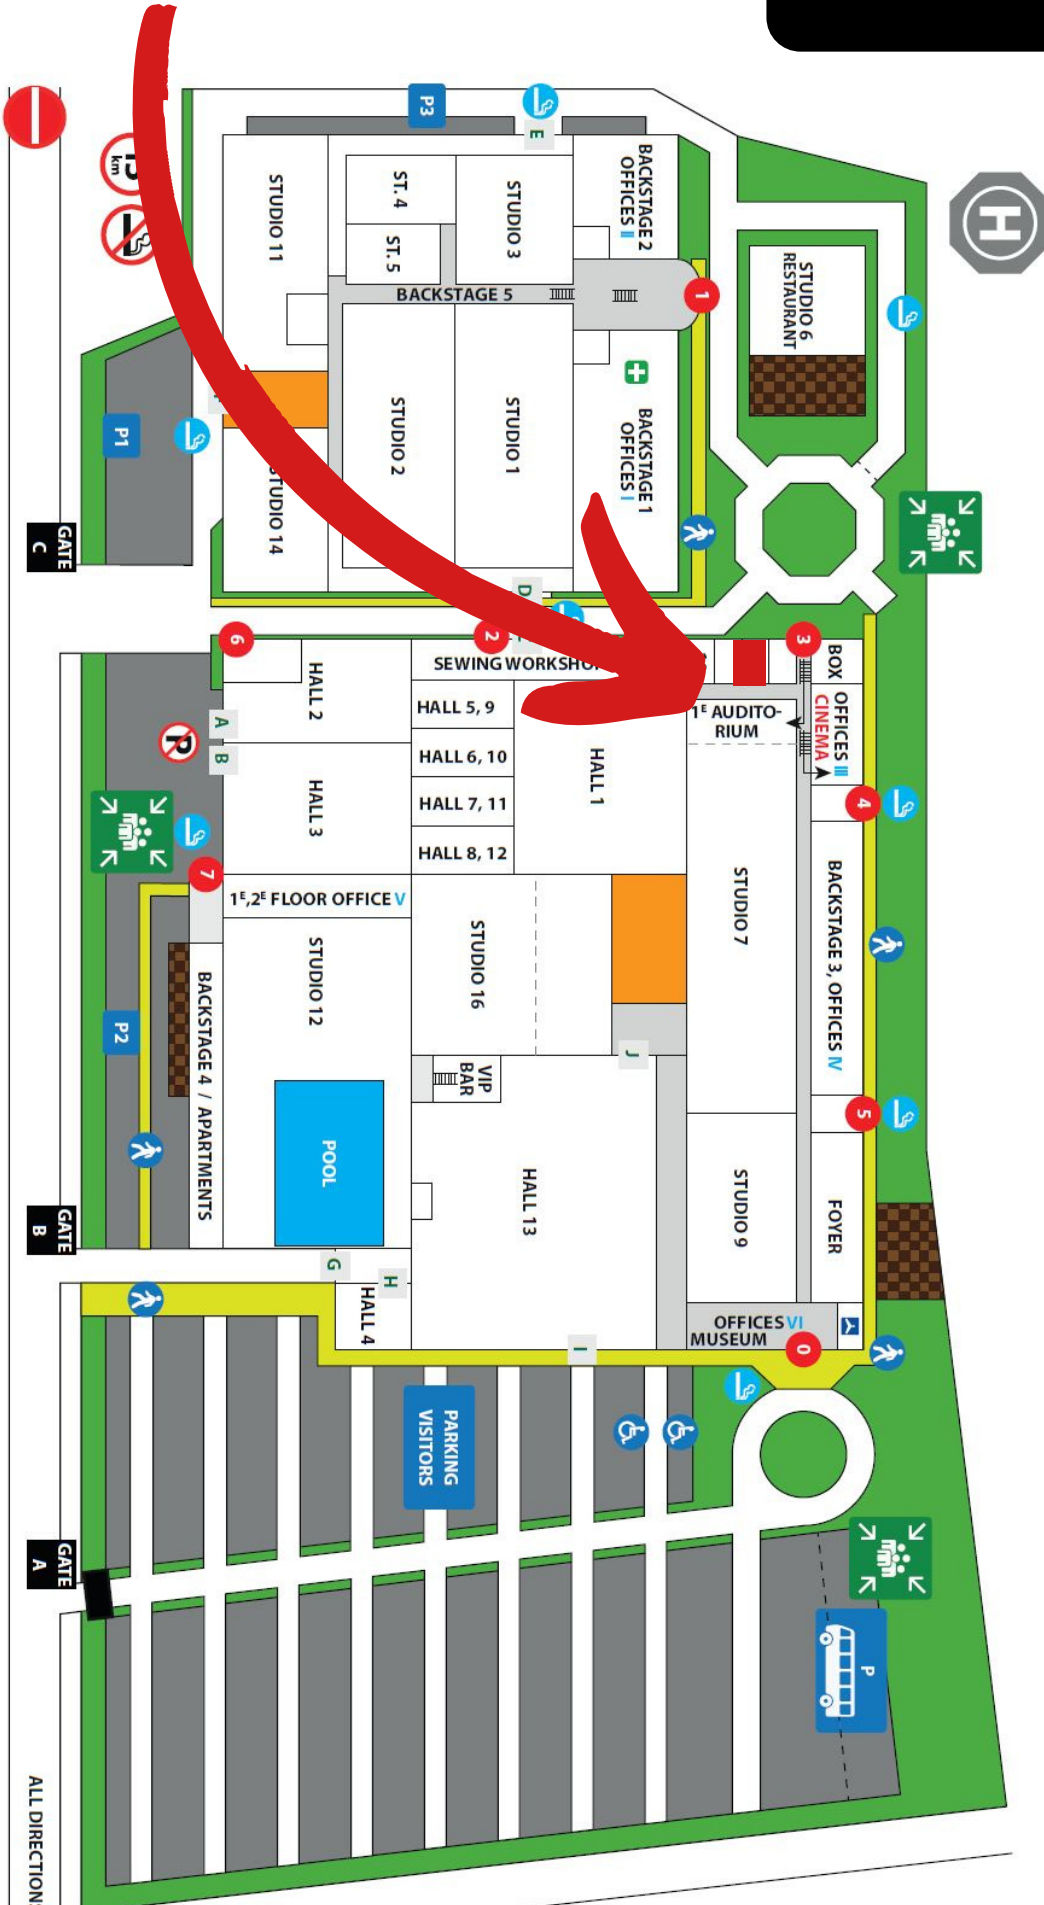 P3
E
BACKSTAGE 2
OFFICES II
STUDIO 11
ST. 4
ST. 5
STUDIO 3
15
km
H
BACKSTAGE 5
1
STUDIO 6
RESTAURANT
P1
STUDIO 2
STUDIO 1
BACKSTAGE 1
OFFICES I
STUDIO 14
GATE
C
D
6
2
3
SEWING WORKSHO
BOX
HALL 2
HALL 5, 9
1E AUDITO-
RIUM
OFFICES III
CINEMA
A
B
P
HALL 6, 10
HALL 1
HALL 3
HALL 7, 11
4
HALL 8, 12
7
1E,2E FLOOR OFFICE V
STUDIO 7
BACKSTAGE 3, OFFICES IV
STUDIO 16
STUDIO 12
P2
BACKSTAGE 4 / APARTMENTS
J
VIP
BAR
5
POOL
HALL 13
STUDIO 9
FOYER
GATE
B
G
H
HALL 4
I
OFFICES VI
MUSEUM
0
PARKING
VISITORS
GATE
A
P
ALL DIRECTION